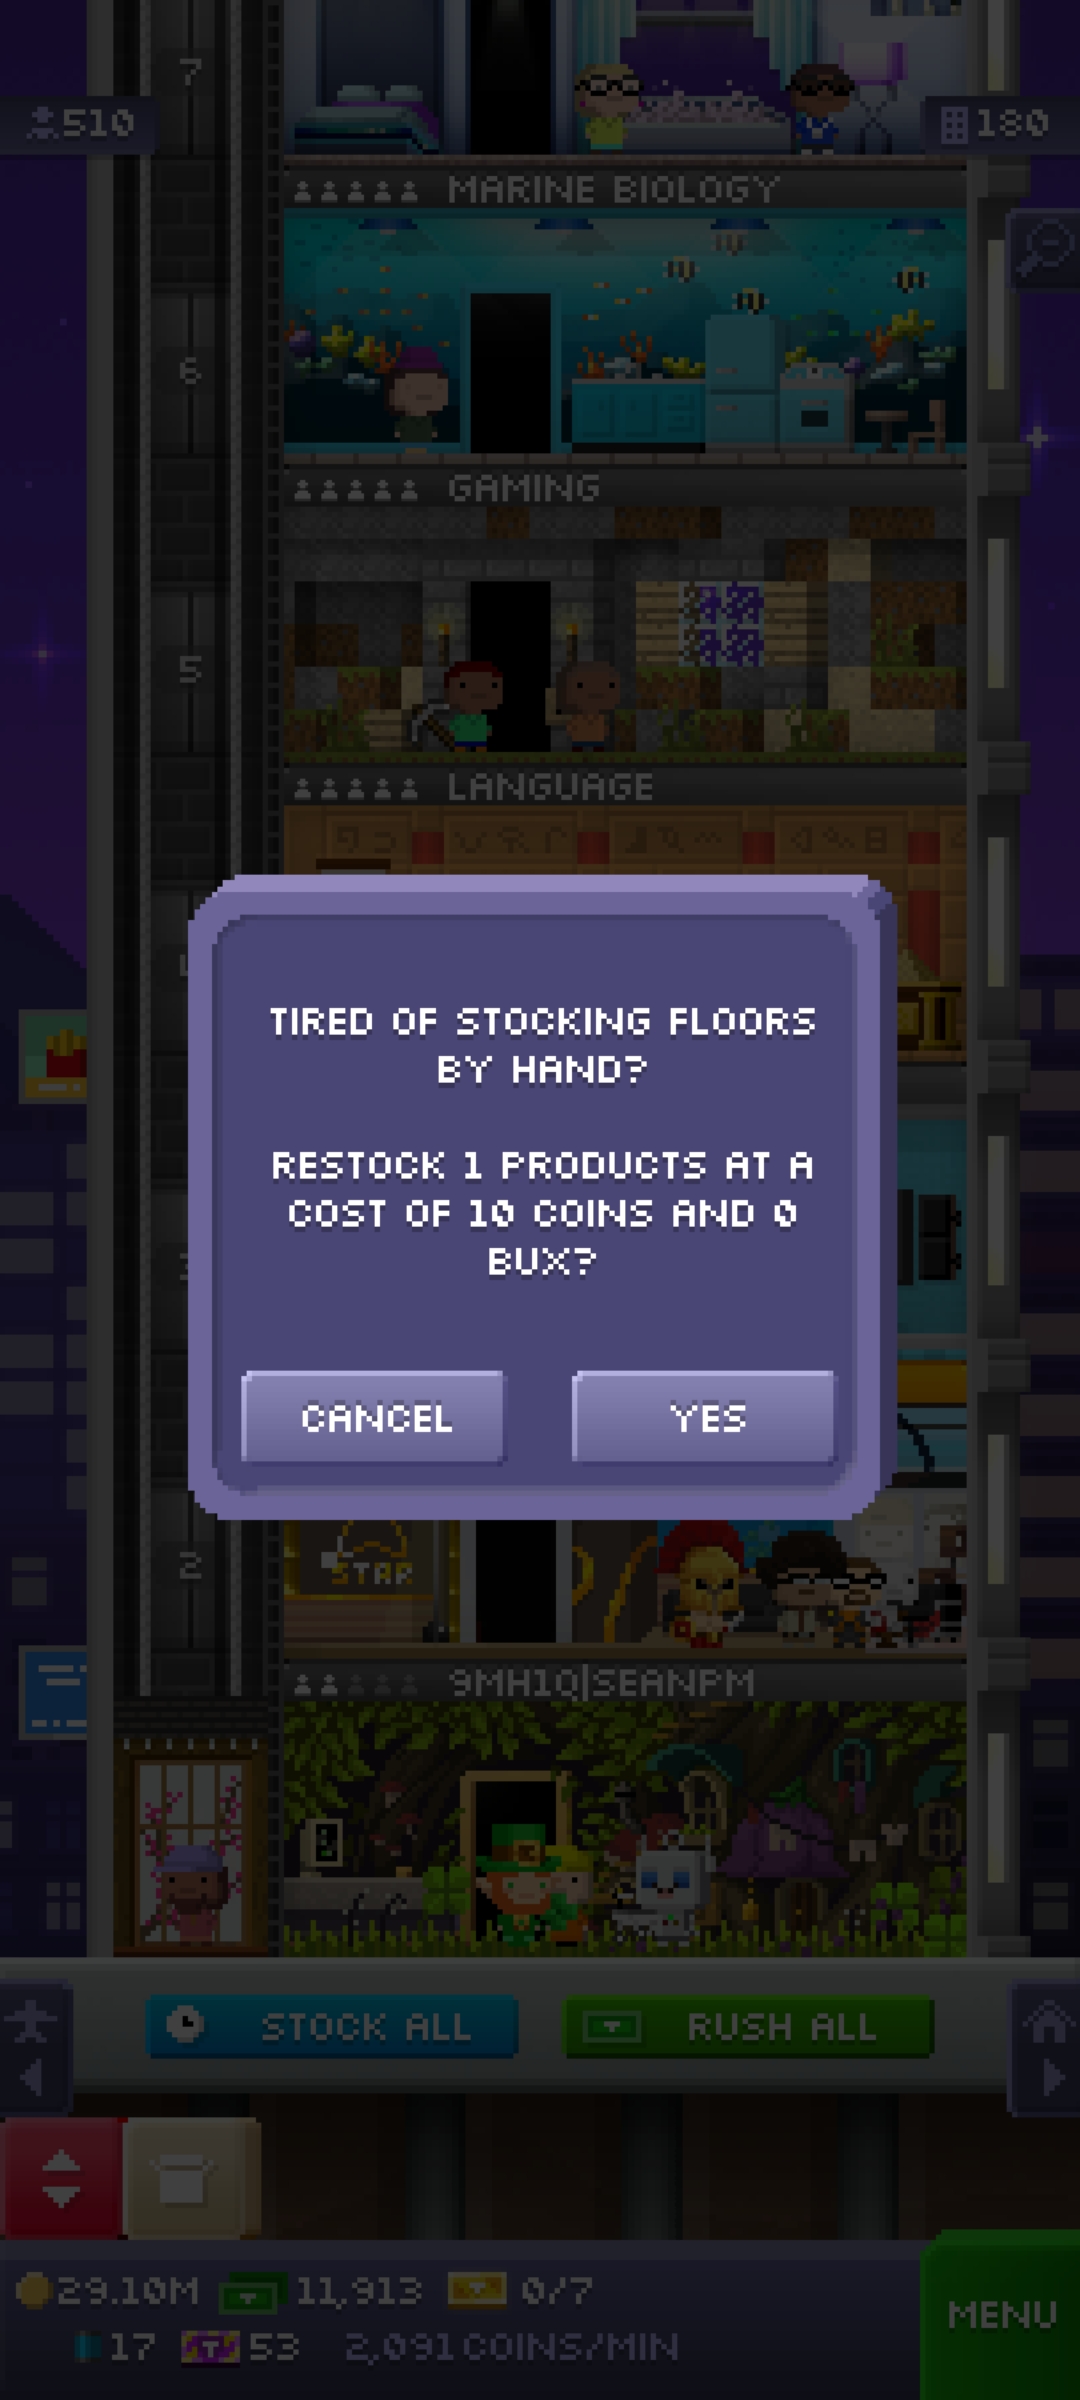 7
510
180
MARINE BIOLOGY
6
GAMING
5
LANGUAGE
TIRED OF STOCKING FLOORS
BY HAND?
RESTOCK 1 PRODUCTS AT A
COST OF 10 COINS AND 0
BUX?
CANCEL
YES
2
STAR
9MH1Q|SEANPM
STOCK ALL
RUSH ALL
29.10M
11,913
0/7
17
53
2,091 COINS/MIN
MENU